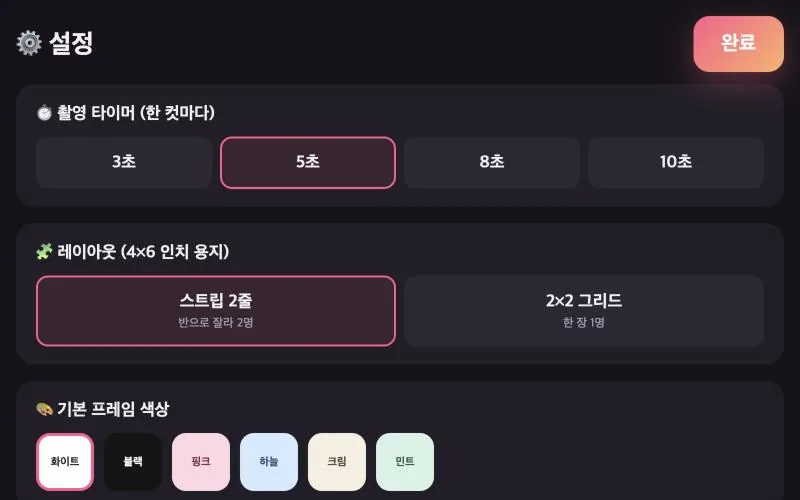 ⚙️ 설정
완료
⏱️ 촬영 타이머 (한 컷마다)
3초
5초
8초
10초
🧩 레이아웃 (4×6 인치 용지)
스트립 2줄
반으로 잘라 2명
2×2 그리드
한 장 1명
🎨 기본 프레임 색상
화이트
블랙
핑크
하늘
크림
민트